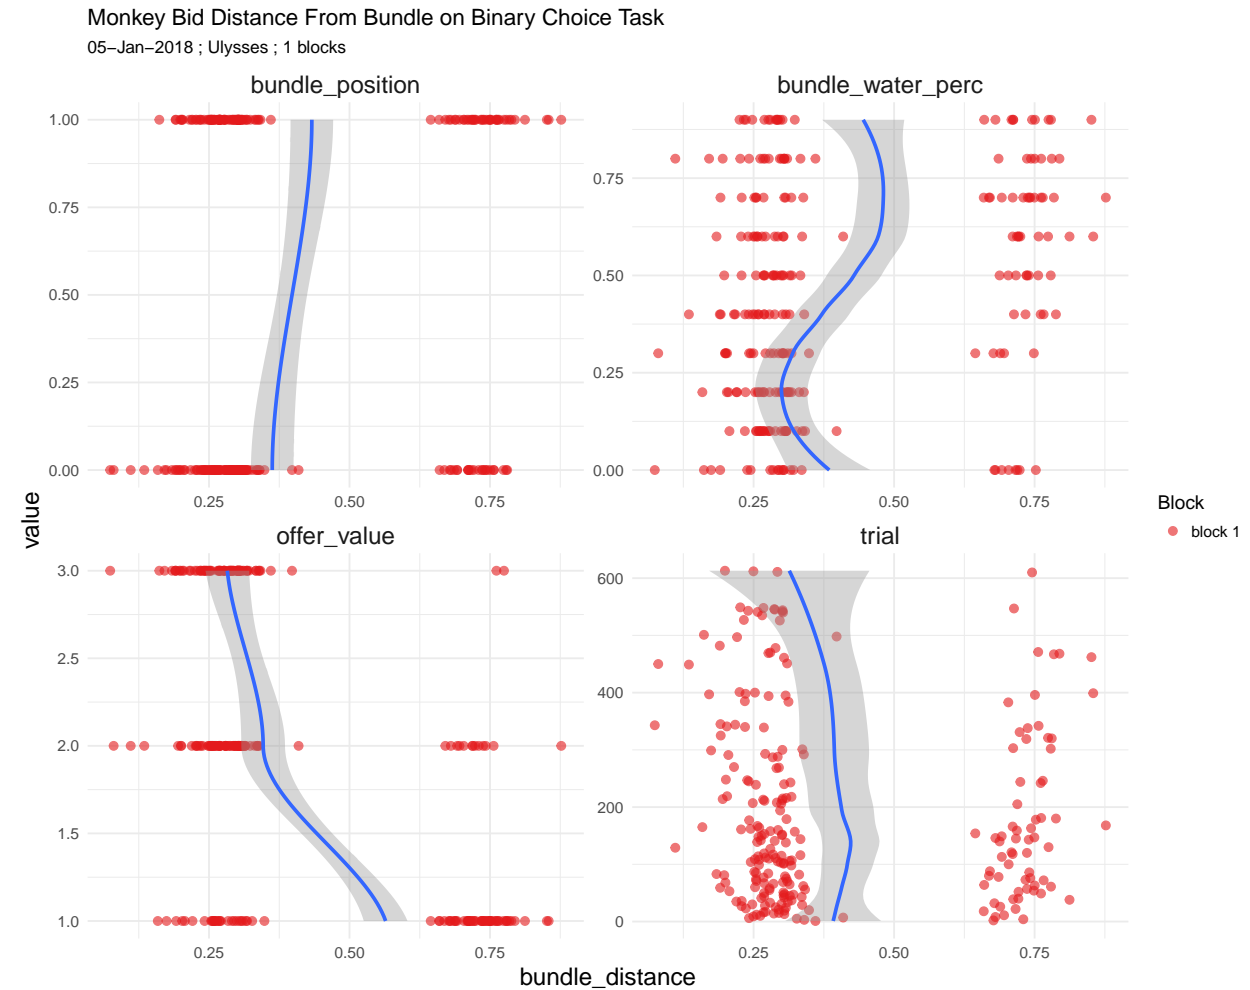 Monkey Bid Distance From Bundle on Binary Choice Task
05−Jan−2018 ; Ulysses ; 1 blocks
bundle_position
bundle_water_perc
1.00
0.75
0.50
0.25
0.00
0.75
0.50
0.25
0.00
0.25 0.50 0.75
0.25 0.50 0.75
value
offer_value
trial
3.0
2.5
2.0
1.5
1.0
600
400
200
0
0.25 0.50 0.75
0.25 0.50 0.75
bundle_distance
Block
block 1